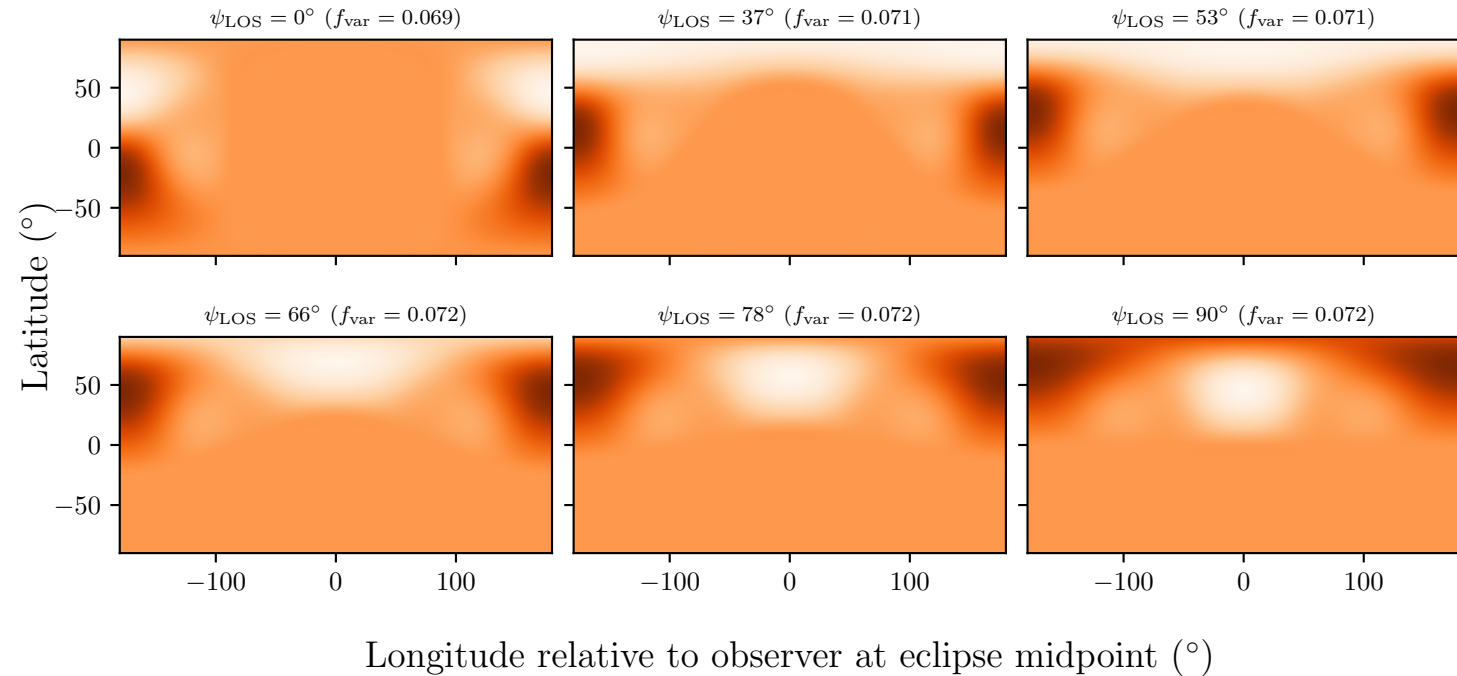 ψ_LOS = 0° (f_var = 0.069)
ψ_LOS = 37° (f_var = 0.071)
ψ_LOS = 53° (f_var = 0.071)
50
0
−50
ψ_LOS = 66° (f_var = 0.072)
ψ_LOS = 78° (f_var = 0.072)
ψ_LOS = 90° (f_var = 0.072)
50
0
−50
Latitude (°)
−100 0 100
−100 0 100
−100 0 100
Longitude relative to observer at eclipse midpoint (°)